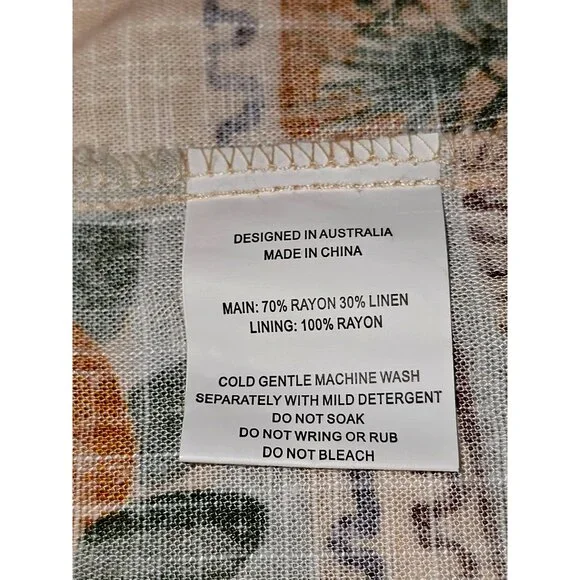 DESIGNED IN AUSTRALIA
MADE IN CHINA
MAIN: 70% RAYON 30% LINEN
LINING: 100% RAYON
COLD GENTLE MACHINE WASH
SEPARATELY WITH MILD DETERGENT
DO NOT SOAK
DO NOT WRING OR RUB
DO NOT BLEACH